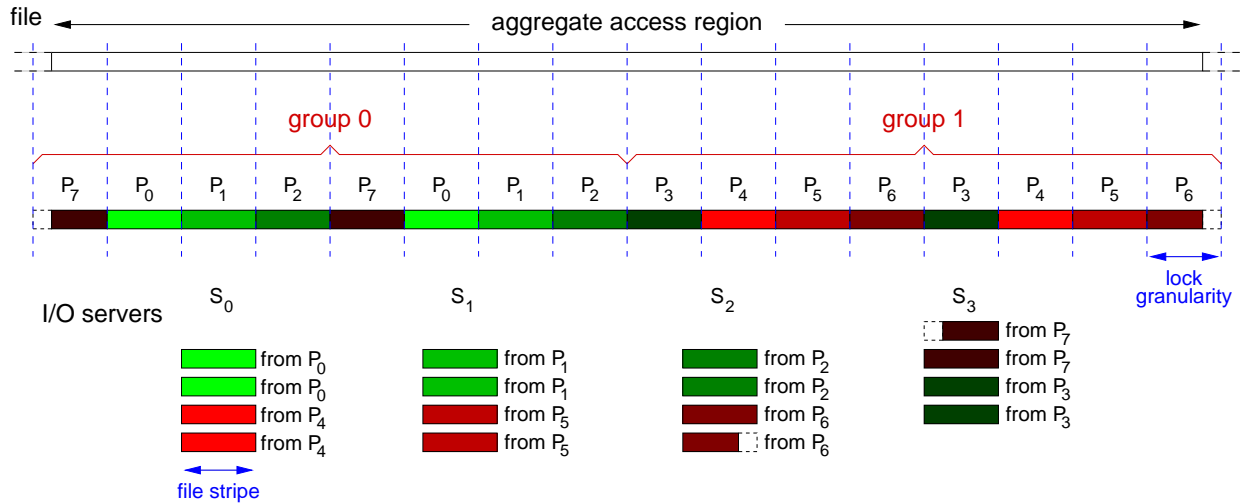 file
aggregate access region
group 0
group 1
P7 P0 P1 P2 P7 P0 P1 P2 P3 P4 P5 P6 P3 P4 P5 P6
lock
granularity
I/O servers
S0 S1 S2 S3
from P7
from P0 from P1 from P2 from P7
from P0 from P1 from P2 from P3
from P4 from P5 from P6 from P3
from P4 from P5 from P6
file stripe